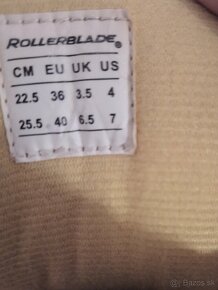 ROLLERBLADE®
CM EU UK US
22.5 36 3.5 4
25.5 40 6.5 7
Bazos.sk